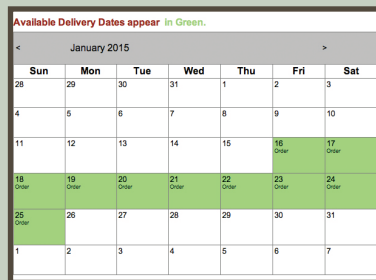 Available Delivery Dates appear in Green.
< January 2015 >
Sun Mon Tue Wed Thu Fri Sat
28 29 30 31 1 2 3
4 5 6 7 8 9 10
11 12 13 14 15 16 17
Order Order
18 19 20 21 22 23 24
Order Order Order Order Order Order Order
25 26 27 28 29 30 31
Order
1 2 3 4 5 6 7